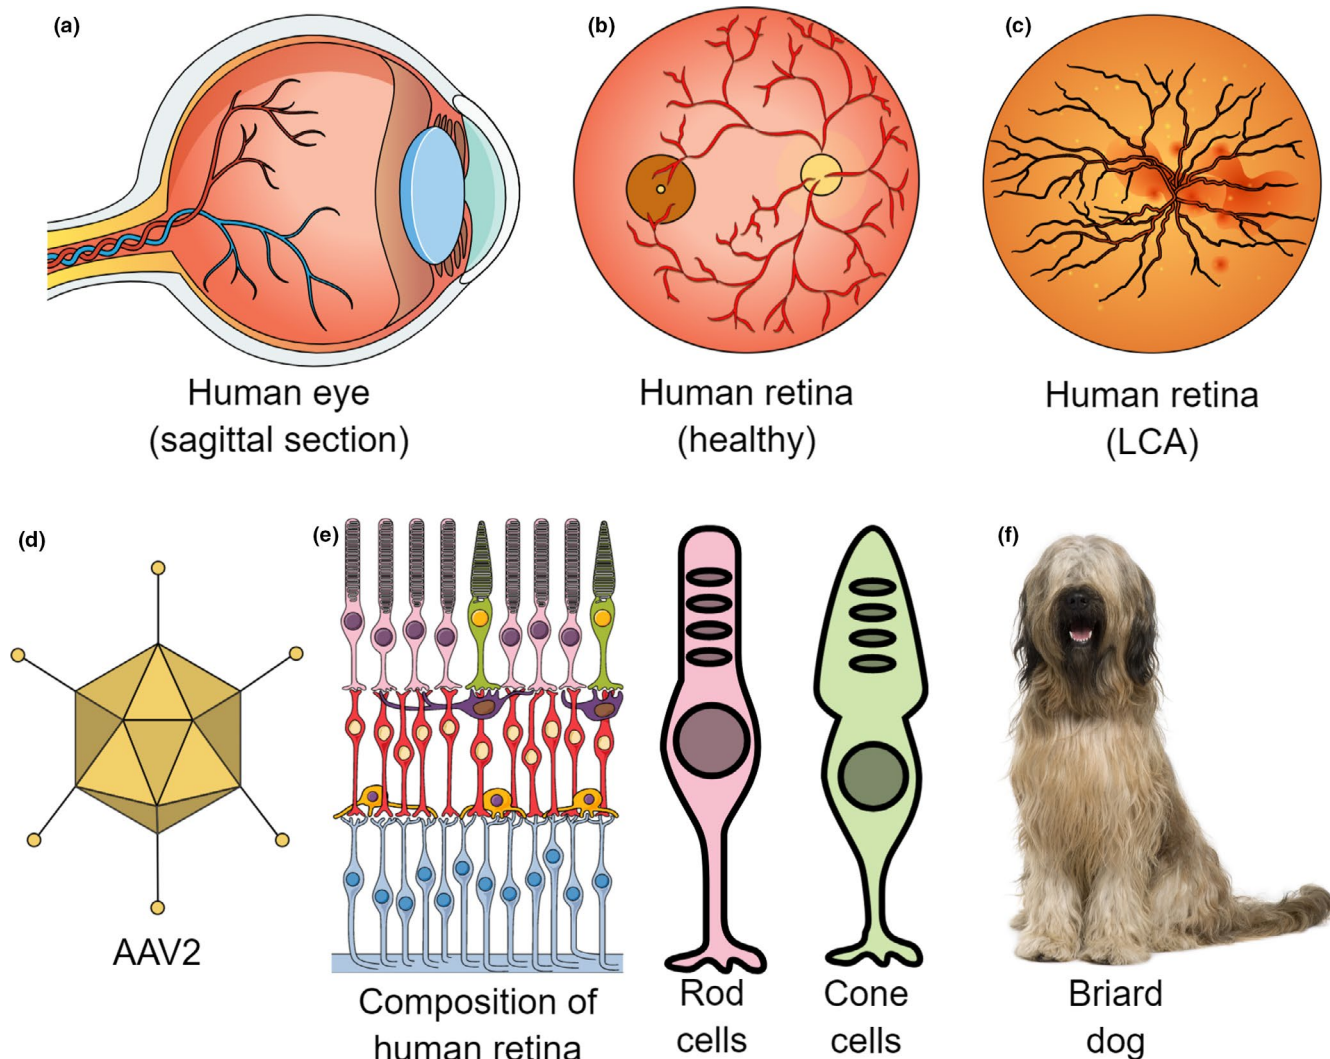 (a)
(b)
(c)
Human eye
(sagittal section)
Human retina
(healthy)
Human retina
(LCA)
(d)
AAV2
(e)
Composition of
human retina
Rod
cells
Cone
cells
(f)
Briard
dog